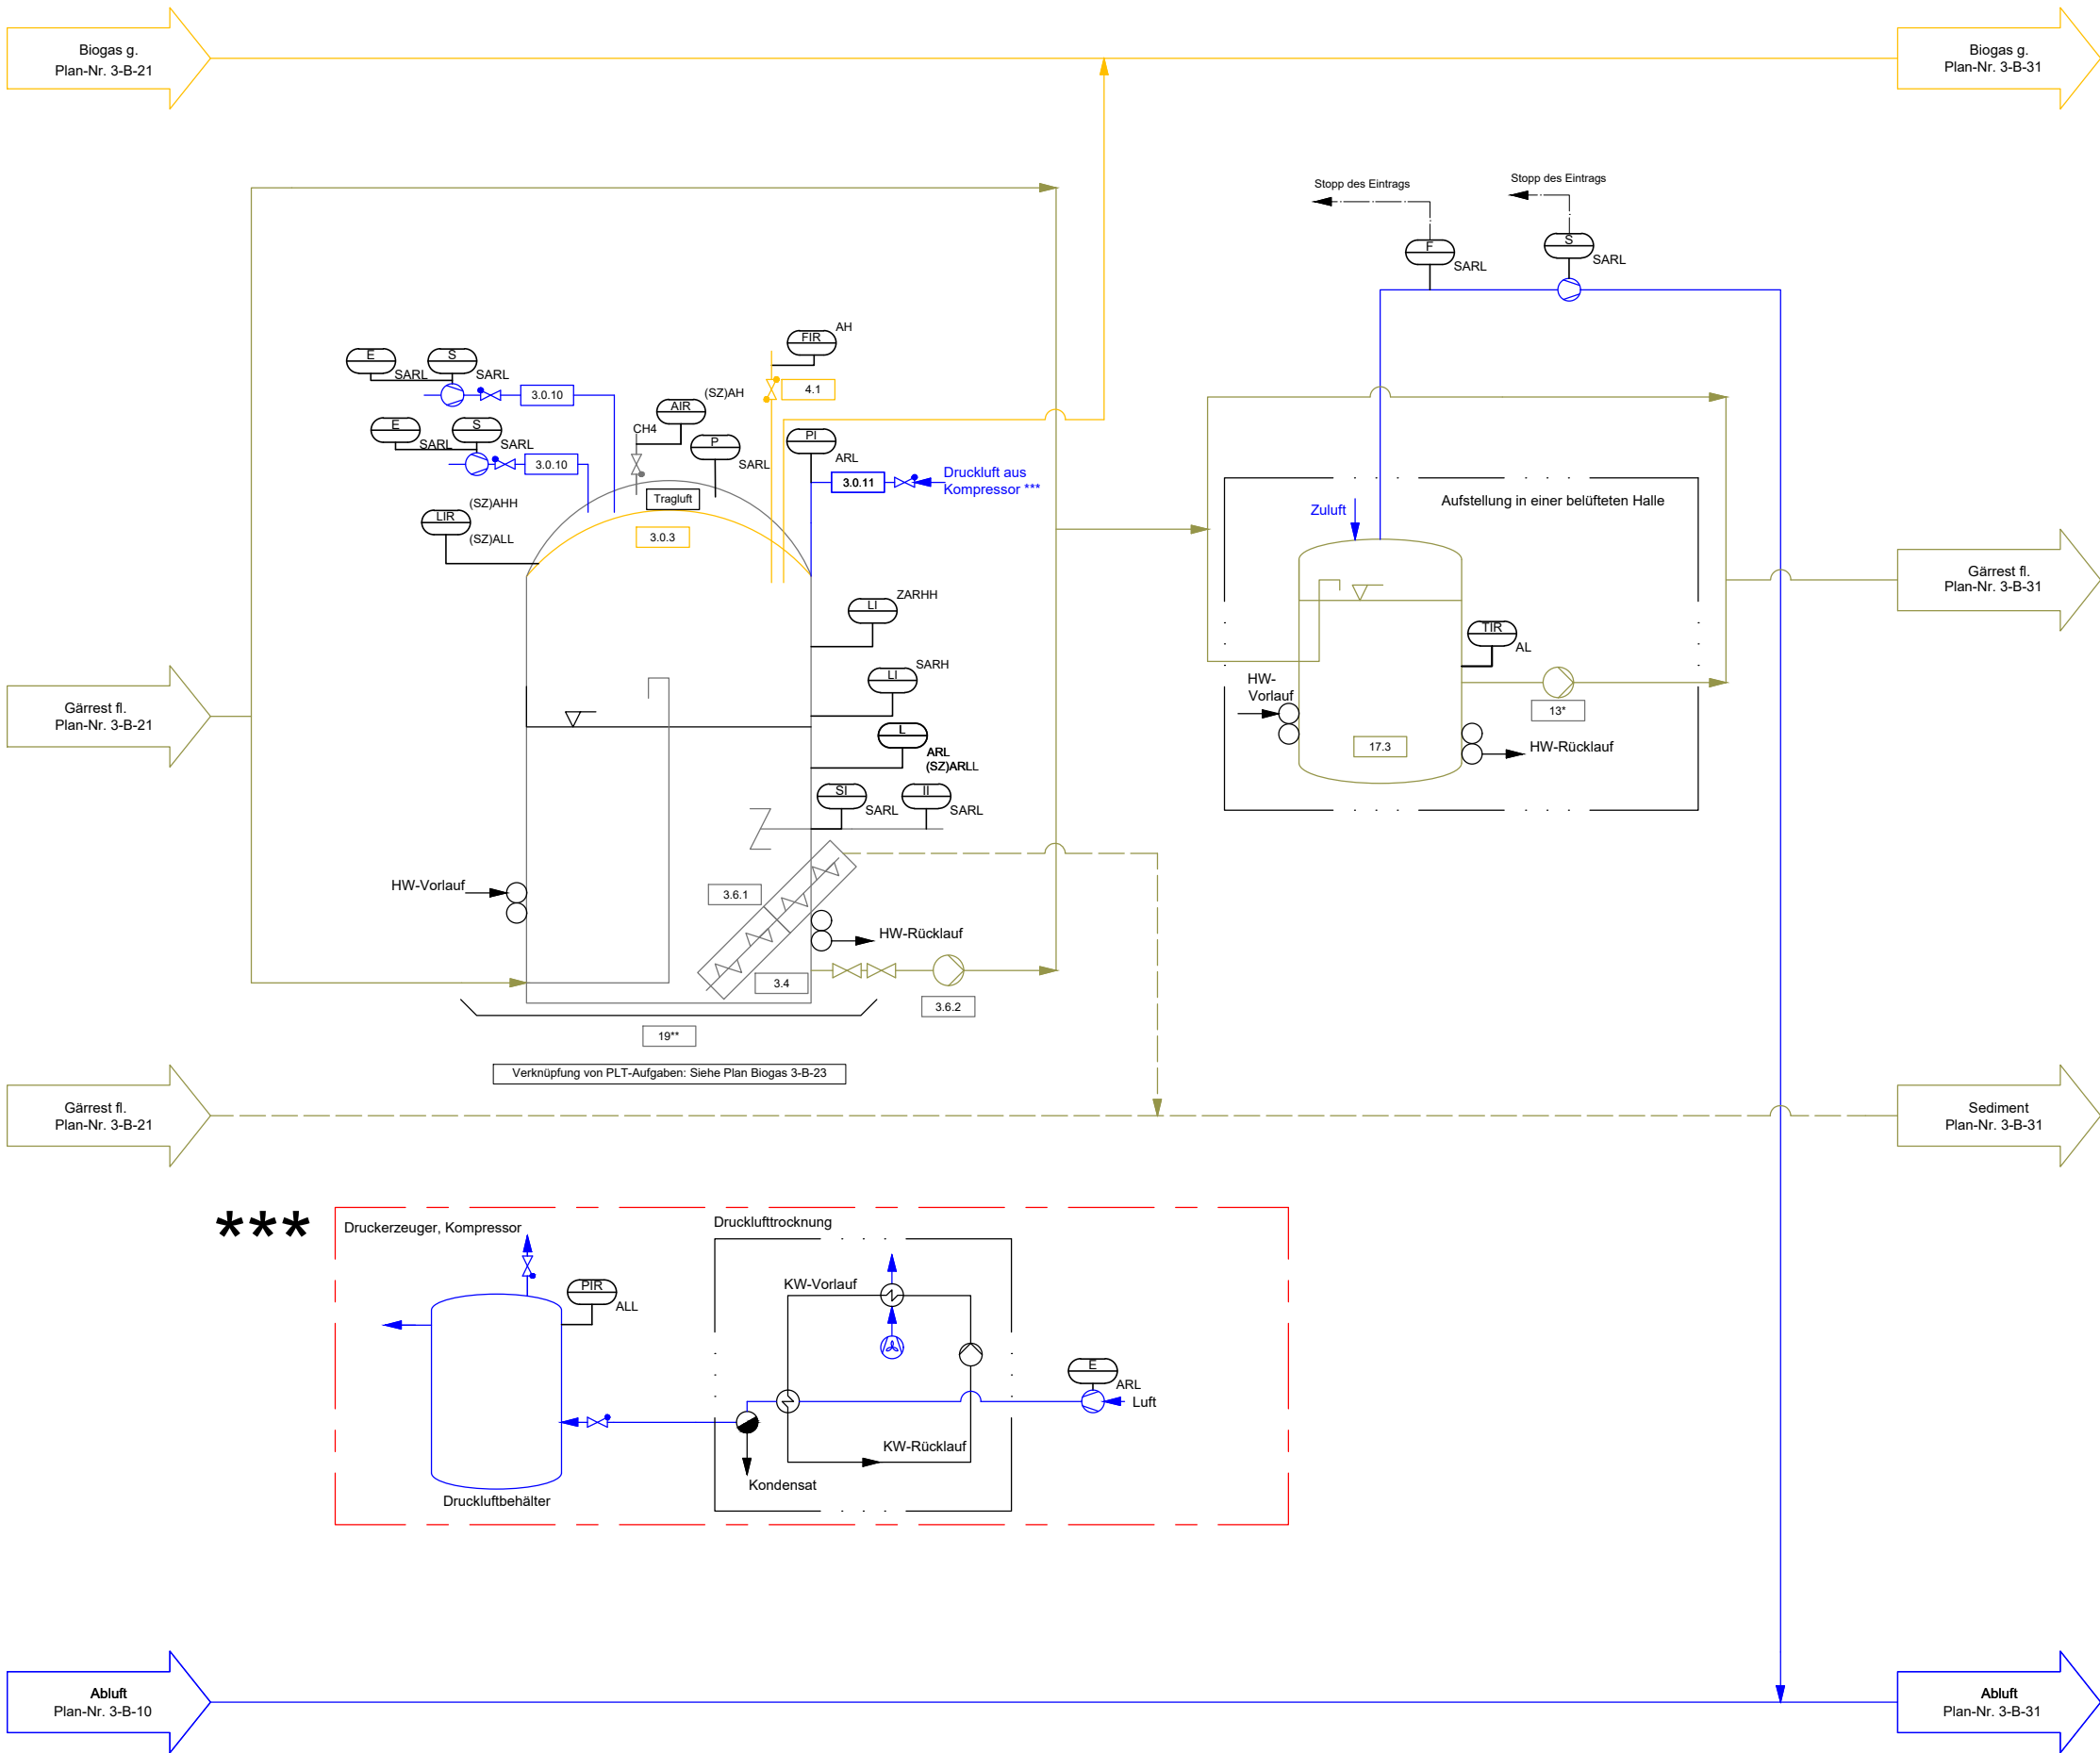 Biogas g.
Plan-Nr. 3-B-21
Biogas g.
Plan-Nr. 3-B-31
Stopp des Eintrags
Stopp des Eintrags
F
SARL
S
SARL
FIR
AH
4.1
E
SARL
S
SARL
3.0.10
E
SARL
S
SARL
3.0.10
CH4
AIR
(SZ)AH
P
SARL
PI
ARL
3.0.11
Druckluft aus
Kompressor ***
Tragluft
3.0.3
(SZ)AHH
LIR
(SZ)ALL
Aufstellung in einer belüfteten Halle
Zuluft
LI
ZARHH
LI
SARH
L
ARL
(SZ)ARLL
SI
SARL
II
SARL
TIR
AL
HW-
Vorlauf
13*
17.3
HW-Rücklauf
Gärrest fl.
Plan-Nr. 3-B-31
Gärrest fl.
Plan-Nr. 3-B-21
HW-Vorlauf
3.6.1
HW-Rücklauf
3.4
3.6.2
19**
Verknüpfung von PLT-Aufgaben: Siehe Plan Biogas 3-B-23
Gärrest fl.
Plan-Nr. 3-B-21
Sediment
Plan-Nr. 3-B-31
***
Druckerzeuger, Kompressor
Drucklufttrocknung
PIR
ALL
KW-Vorlauf
E
ARL
Luft
KW-Rücklauf
Kondensat
Druckluftbehälter
Abluft
Plan-Nr. 3-B-10
Abluft
Plan-Nr. 3-B-31